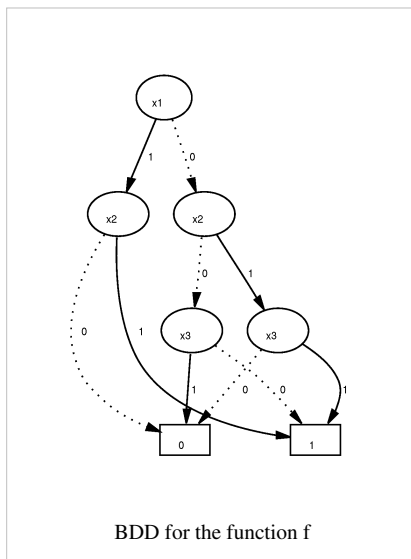 x1
1 0
x2 x2
0 1
x3 x3
0 1
1 0 0 1
0 1
BDD for the function f